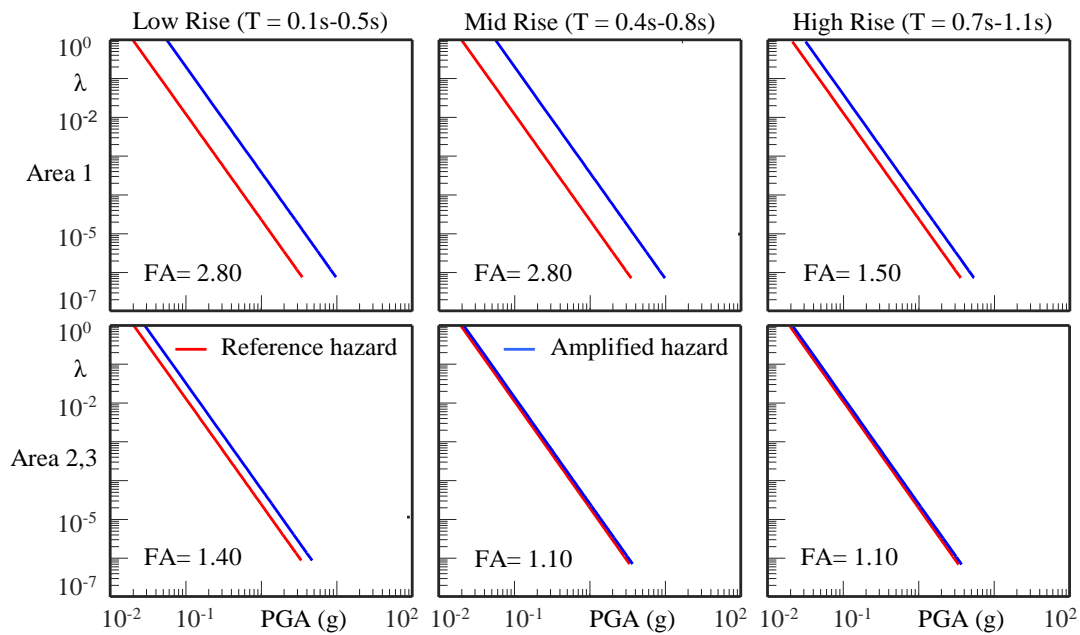 Low Rise (T = 0.1s-0.5s)
Mid Rise (T = 0.4s-0.8s)
High Rise (T = 0.7s-1.1s)
10^0
λ
10^-2
Area 1
10^-5
10^-7
FA= 2.80
FA= 2.80
FA= 1.50
10^0
λ
10^-2
Area 2,3
10^-5
10^-7
Reference hazard
Amplified hazard
FA= 1.40
FA= 1.10
FA= 1.10
10^-2 10^-1 PGA (g) 10^2
10^-2 10^-1 PGA (g) 10^2
10^-2 10^-1 PGA (g) 10^2